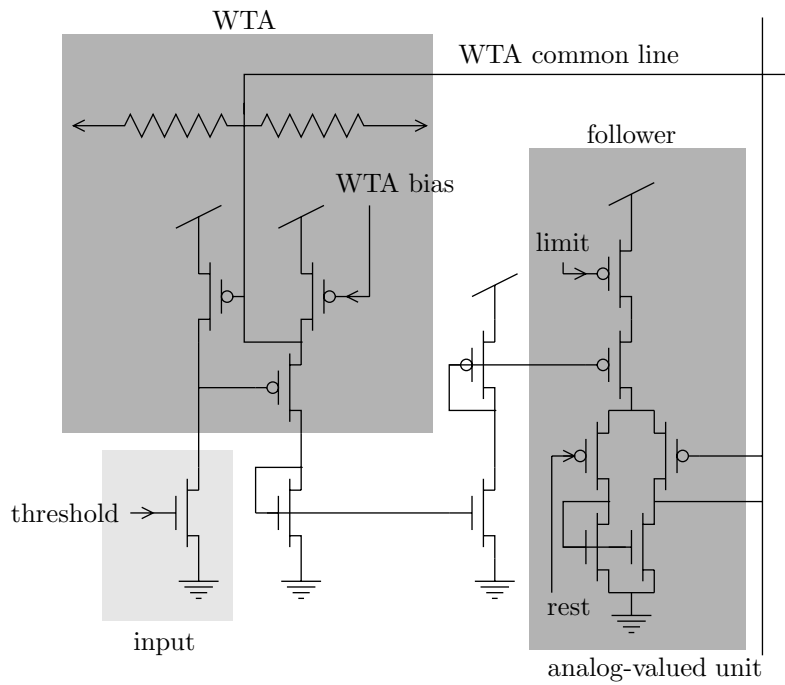 WTA
WTA common line
follower
WTA bias
limit
threshold
rest
input
analog-valued unit